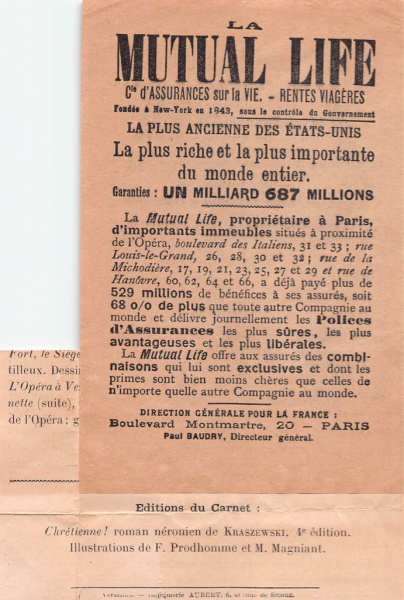 LA
MUTUAL LIFE
Cie d'ASSURANCES sur la VIE. – RENTES VIAGÈRES
Fondée à New-York en 1843, sous le contrôle du Gouvernement
LA PLUS ANCIENNE DES ÉTATS-UNIS
La plus riche et la plus importante
du monde entier.
Garanties : UN MILLIARD 687 MILLIONS
La Mutual Life, propriétaire à Paris,
d'importants immeubles situés à proximité
de l'Opéra, boulevard des Italiens, 31 et 33 ; rue
Louis-le-Grand, 26, 28, 30 et 32 ; rue de la
Michodière, 17, 19, 21, 23, 25, 27 et 29 et rue de
Hanôvre, 60, 62, 64 et 66, a déjà payé plus de
529 millions de bénéfices à ses assurés, soit
68 o/o de plus que toute autre Compagnie au
monde et délivre journellement les Polices
d'Assurances les plus sûres, les plus
avantageuses et les plus libérales.
La Mutual Life offre aux assurés des combi-
naisons qui lui sont exclusives et dont les
primes sont bien moins chères que celles de
n'importe quelle autre Compagnie au monde.
DIRECTION GÉNÉRALE POUR LA FRANCE :
Boulevard Montmartre, 20 – PARIS
Paul BAUDRY, Directeur général.
Fort, le Siège
tilleux. Dessi
L'Opéra à Ve
nette (suite),
de l'Opéra ; g
Editions du Carnet :
Chrétienne ! roman néronien de KRASZEWSKI. 4e édition.
Illustrations de F. Prodhomme et M. Magniant.
Imprimerie AUBERT, 6,